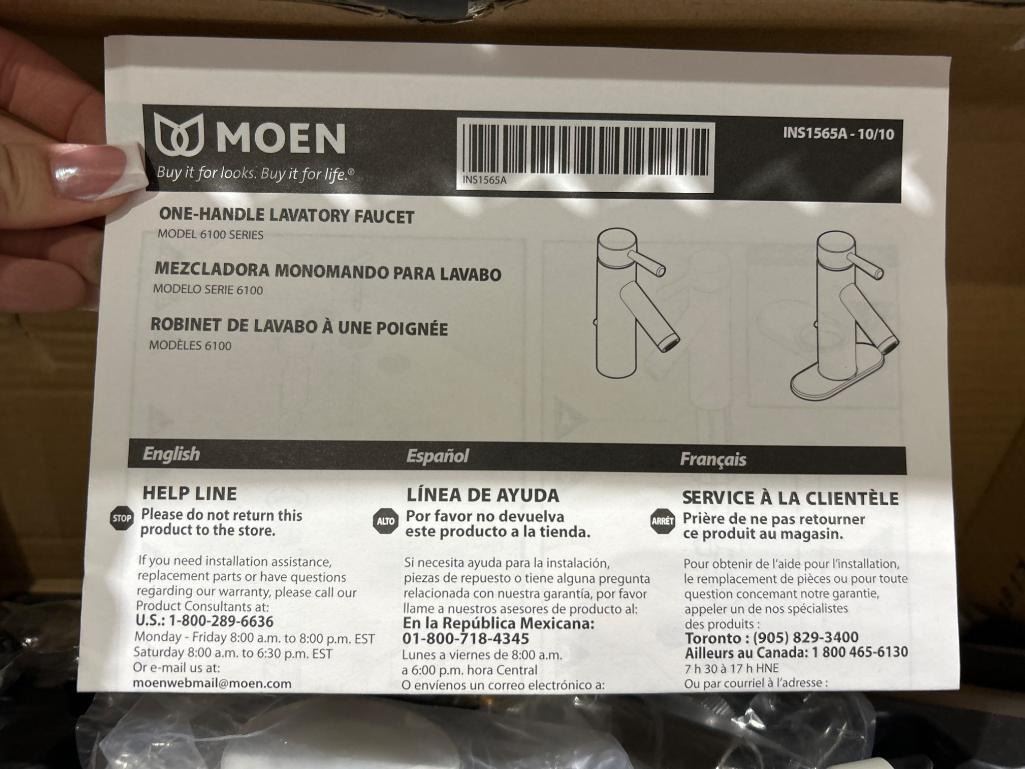 MOEN
Buy it for looks. Buy it for life.®
INS1565A
INS1565A - 10/10
ONE-HANDLE LAVATORY FAUCET
MODEL 6100 SERIES
MEZCLADORA MONOMANDO PARA LAVABO
MODELO SERIE 6100
ROBINET DE LAVABO À UNE POIGNÉE
MODÈLES 6100
English
HELP LINE
STOP
Please do not return this
product to the store.
If you need installation assistance,
replacement parts or have questions
regarding our warranty, please call our
Product Consultants at:
U.S.: 1-800-289-6636
Monday - Friday 8:00 a.m. to 8:00 p.m. EST
Saturday 8:00 a.m. to 6:30 p.m. EST
Or e-mail us at:
moenwebmail@moen.com
Español
LÍNEA DE AYUDA
ALTO
Por favor no devuelva
este producto a la tienda.
Si necesita ayuda para la instalación,
piezas de repuesto o tiene alguna pregunta
relacionada con nuestra garantía, por favor
llame a nuestros asesores de producto al:
En la República Mexicana:
01-800-718-4345
Lunes a viernes de 8:00 a.m.
a 6:00 p.m. hora Central
O envíenos un correo electrónico a:
Français
SERVICE À LA CLIENTÈLE
ARRÊT
Prière de ne pas retourner
ce produit au magasin.
Pour obtenir de l'aide pour l'installation,
le remplacement de pièces ou pour toute
question concernant notre garantie,
appeler un de nos spécialistes
des produits :
Toronto : (905) 829-3400
Ailleurs au Canada: 1 800 465-6130
7 h 30 à 17 h HNE
Ou par courriel à l'adresse :